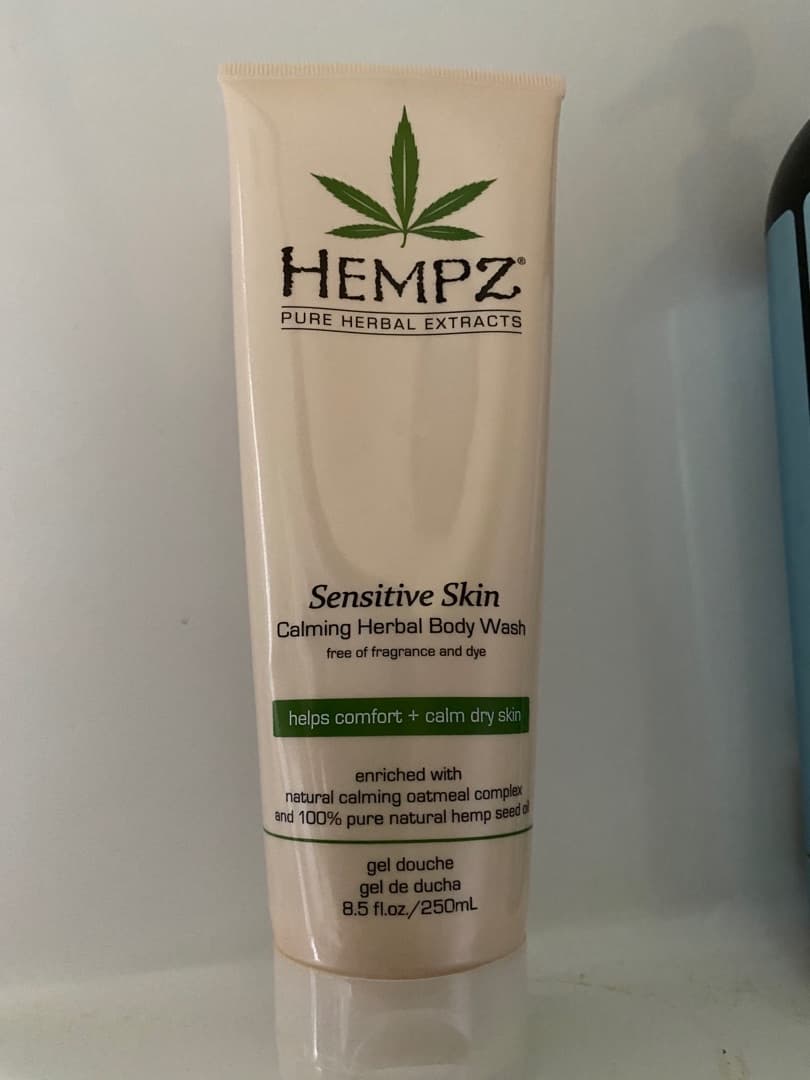 HEMPZ®
PURE HERBAL EXTRACTS
Sensitive Skin
Calming Herbal Body Wash
free of fragrance and dye
helps comfort + calm dry skin
enriched with
natural calming oatmeal complex
and 100% pure natural hemp seed oil
gel douche
gel de ducha
8.5 fl.oz./250mL